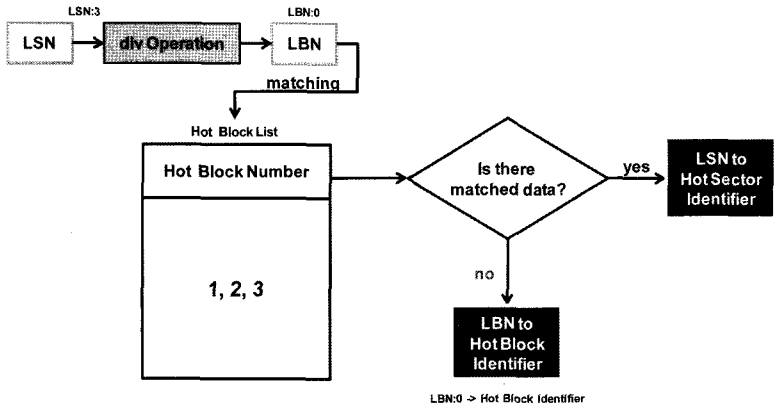 LSN:3
LBN:0
LSN
div Operation
LBN
matching
Hot Block List
Hot Block Number
1, 2, 3
Is there
matched data?
yes
LSN to
Hot Sector
Identifier
no
LBN to
Hot Block
Identifier
LBN:0 -> Hot Block Identifier